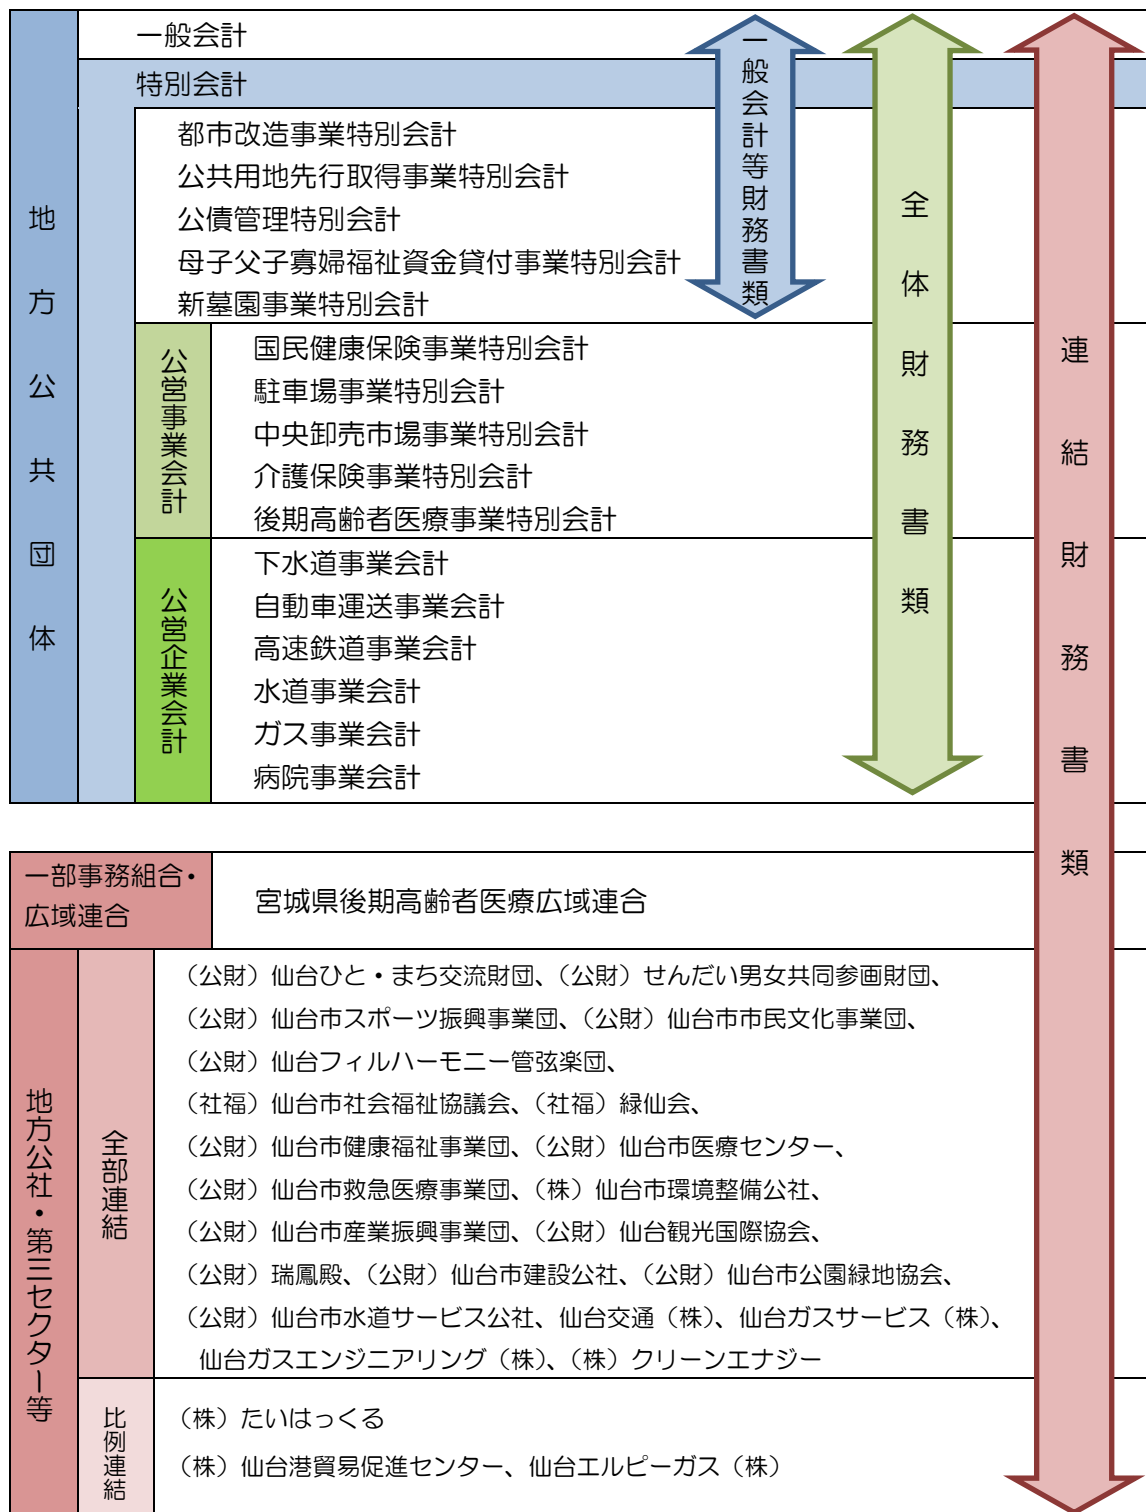 地方公共団体
一般会計
特別会計
都市改造事業特別会計
公共用地先行取得事業特別会計
公債管理特別会計
母子父子寡婦福祉資金貸付事業特別会計
新墓園事業特別会計
公営事業会計
国民健康保険事業特別会計
駐車場事業特別会計
中央卸売市場事業特別会計
介護保険事業特別会計
後期高齢者医療事業特別会計
公営企業会計
下水道事業会計
自動車運送事業会計
高速鉄道事業会計
水道事業会計
ガス事業会計
病院事業会計
一般会計等財務書類
全体財務書類
連結財務書類
一部事務組合・
広域連合
宮城県後期高齢者医療広域連合
地方公社・第三セクター等
全部連結
（公財）仙台ひと・まち交流財団、（公財）せんだい男女共同参画財団、
（公財）仙台市スポーツ振興事業団、（公財）仙台市市民文化事業団、
（公財）仙台フィルハーモニー管弦楽団、
（社福）仙台市社会福祉協議会、（社福）緑仙会、
（公財）仙台市健康福祉事業団、（公財）仙台市医療センター、
（公財）仙台市救急医療事業団、（株）仙台市環境整備公社、
（公財）仙台市産業振興事業団、（公財）仙台観光国際協会、
（公財）瑞鳳殿、（公財）仙台市建設公社、（公財）仙台市公園緑地協会、
（公財）仙台市水道サービス公社、仙台交通（株）、仙台ガスサービス（株）、
仙台ガスエンジニアリング（株）、（株）クリーンエナジー
比例連結
（株）たいはっくる
（株）仙台港貿易促進センター、仙台エルピーガス（株）